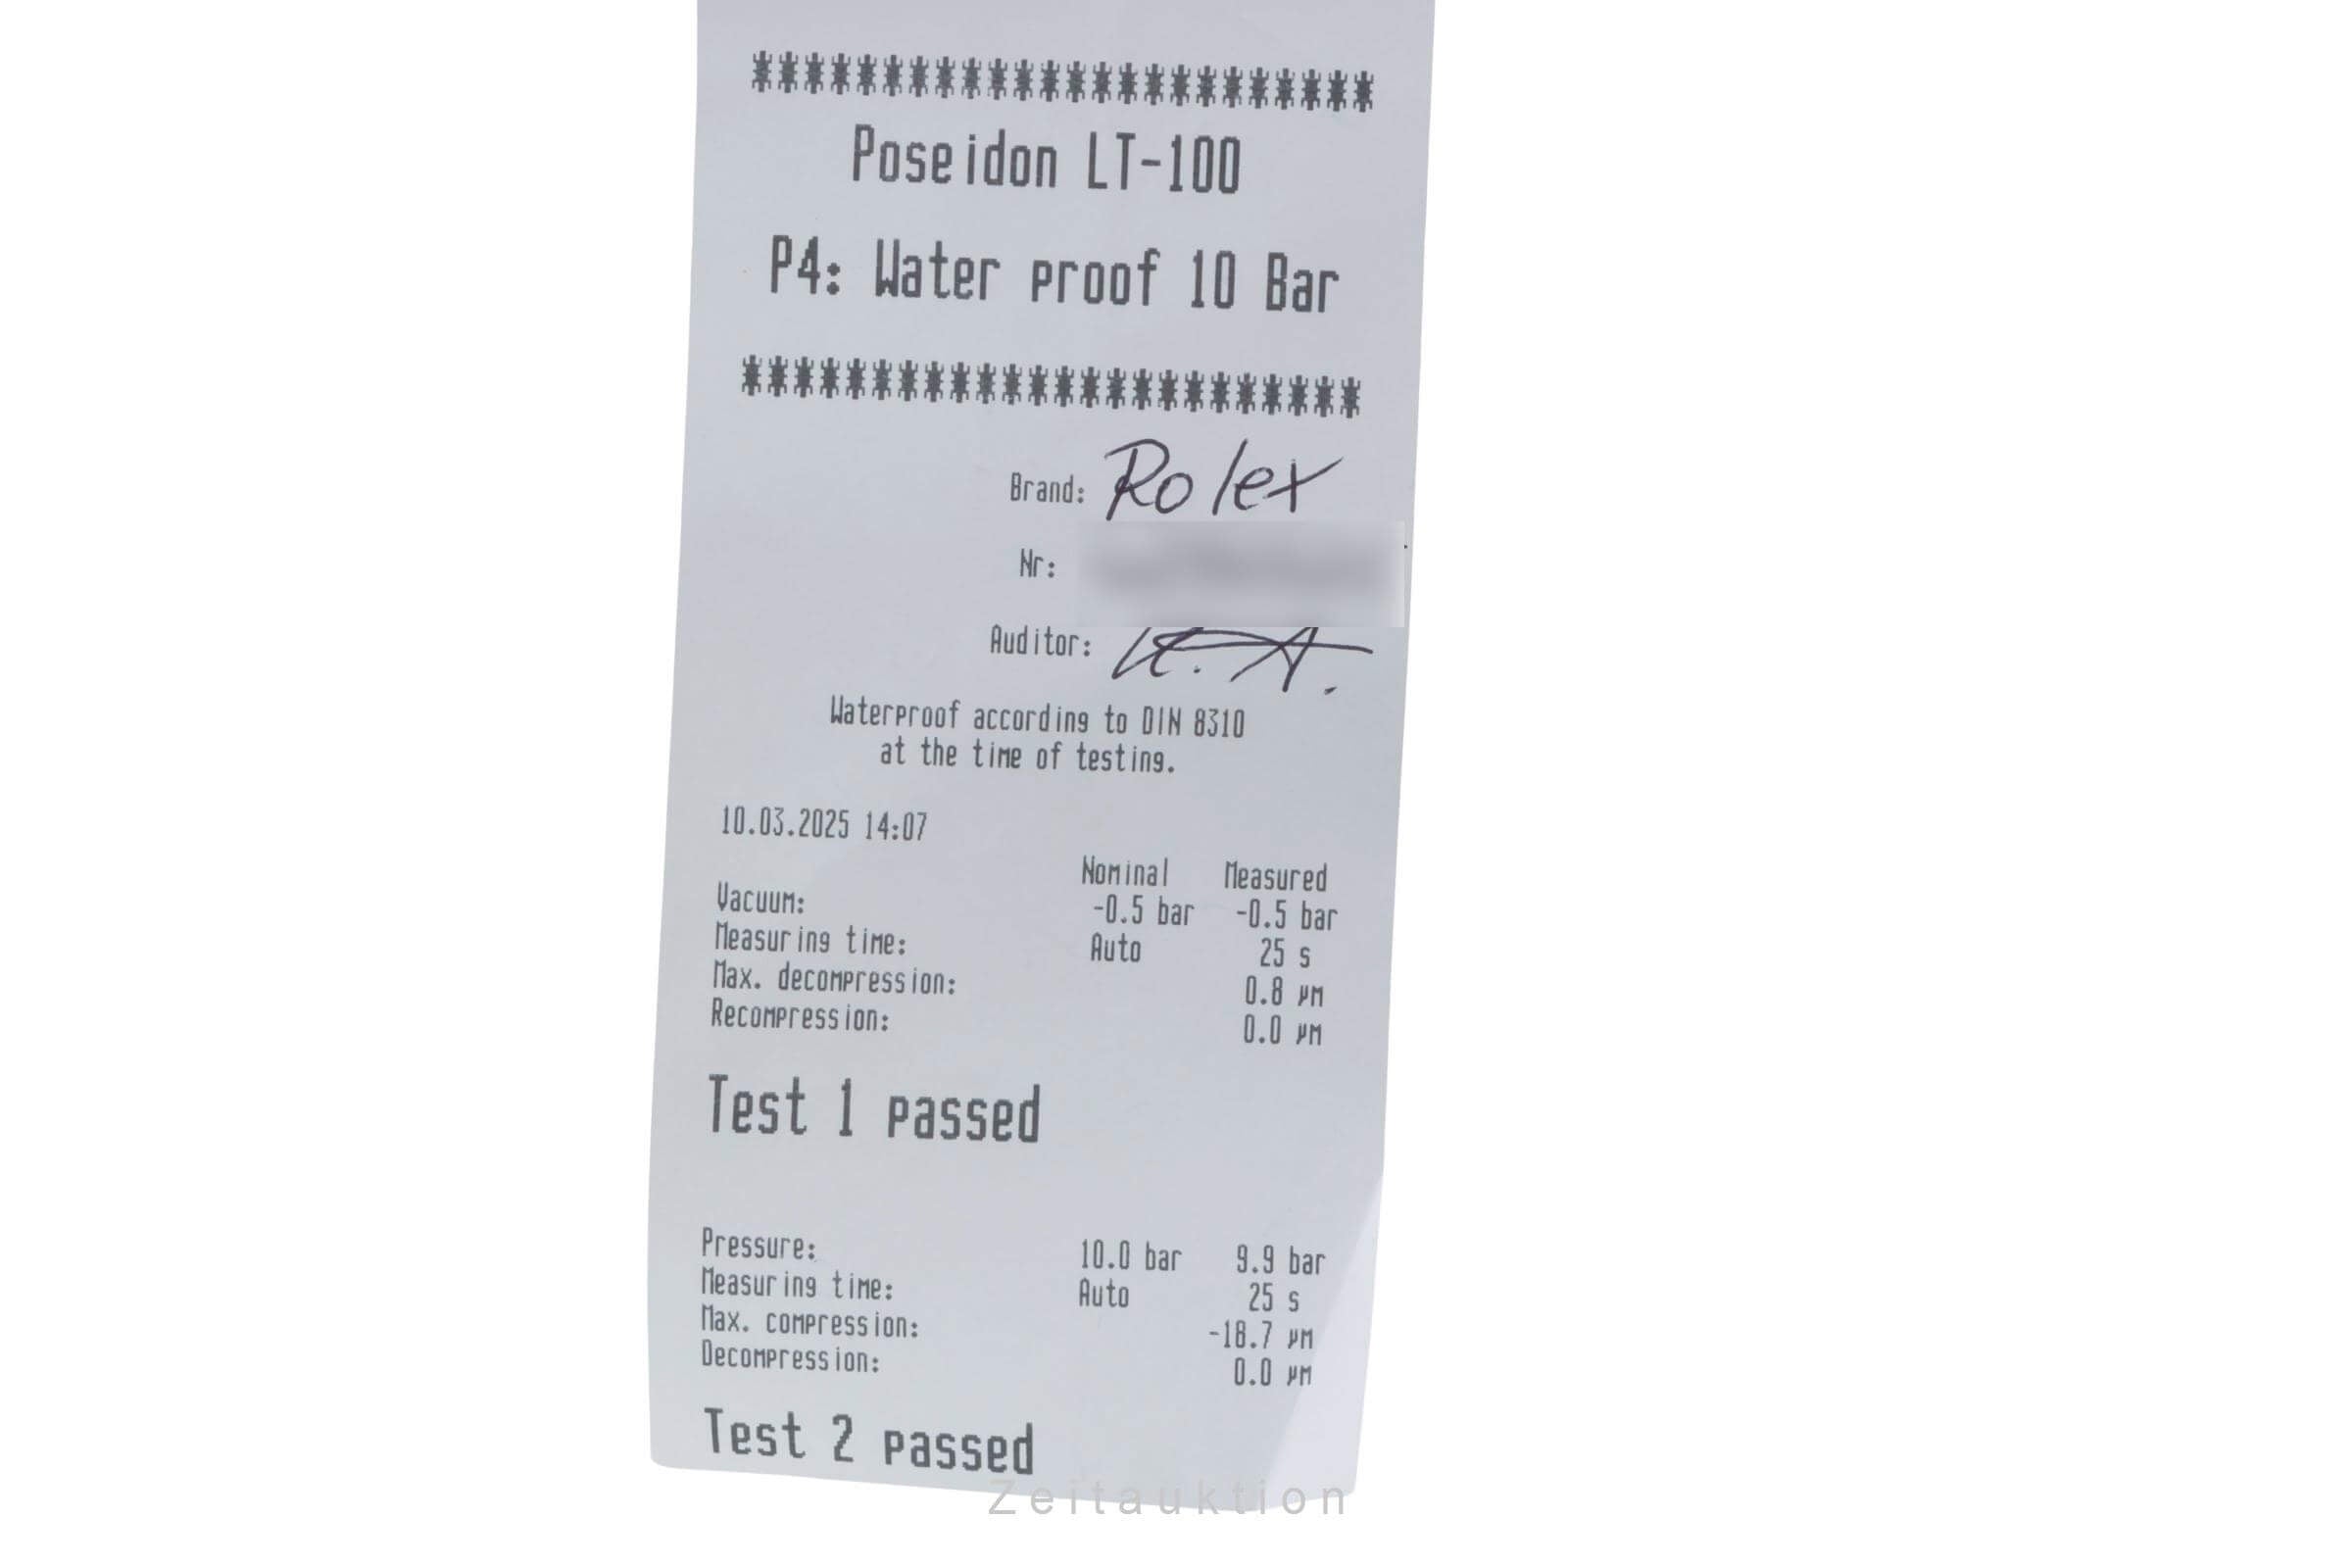 ************************
Poseidon LT-100
P4: Water proof 10 Bar
************************
Brand: Rolex
Nr:
Auditor: K.A.
Waterproof according to DIN 8310
at the time of testing.
10.03.2025 14:07
Nominal Measured
Vacuum: -0.5 bar -0.5 bar
Measuring time: Auto 25 s
Max. decompression: 0.8 µm
Recompression: 0.0 µm
Test 1 passed
Pressure: 10.0 bar 9.9 bar
Measuring time: Auto 25 s
Max. compression: -18.7 µm
Decompression: 0.0 µm
Test 2 passed
Zeitauktion